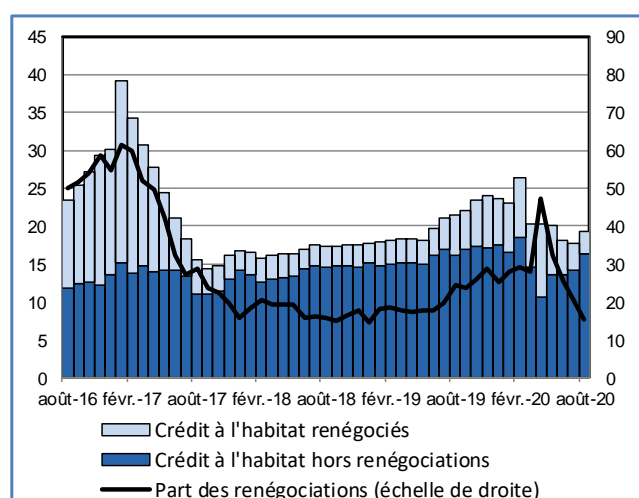 45 90
40 80
35 70
30 60
25 50
20 40
15 30
10 20
5 10
0 0
août-16 févr.-17 août-17 févr.-18 août-18 févr.-19 août-19 févr.-20 août-20
Crédit à l'habitat renégociés
Crédit à l'habitat hors renégociations
Part des renégociations (échelle de droite)